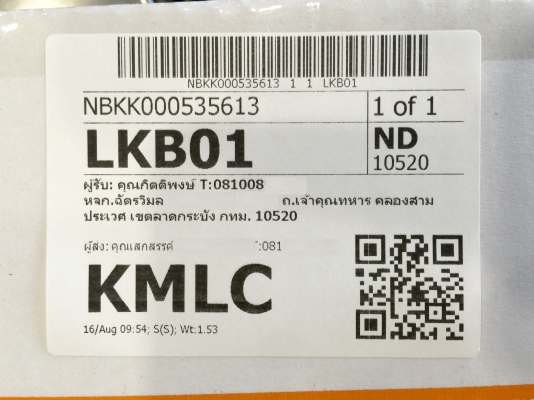 NBKK000535613 1 1 LKB01
NBKK000535613
1 of 1
LKB01
ND
10520
ผู้รับ: คุณกิตติพงษ์ T:081008
หจก.ฉัตรวิมล ถ.เจ้าคุณทหาร คลองสาม
ประเวศ เขตลาดกระบัง กทม. 10520
ผู้ส่ง: คุณเสกสรรค์ :081
KMLC
16/Aug 09:54; S(S); Wt:1.53